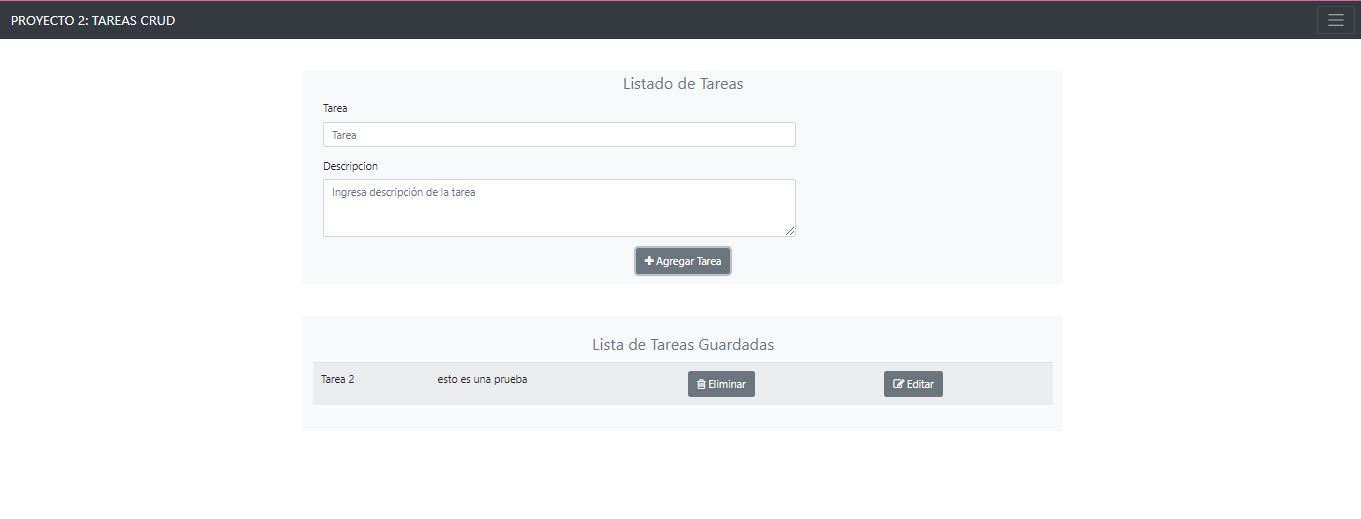 PROYECTO 2: TAREAS CRUD
Listado de Tareas
Tarea
Tarea
Descripcion
Ingresa descripción de la tarea
Agregar Tarea
Lista de Tareas Guardadas
Tarea 2 esto es una prueba Eliminar Editar